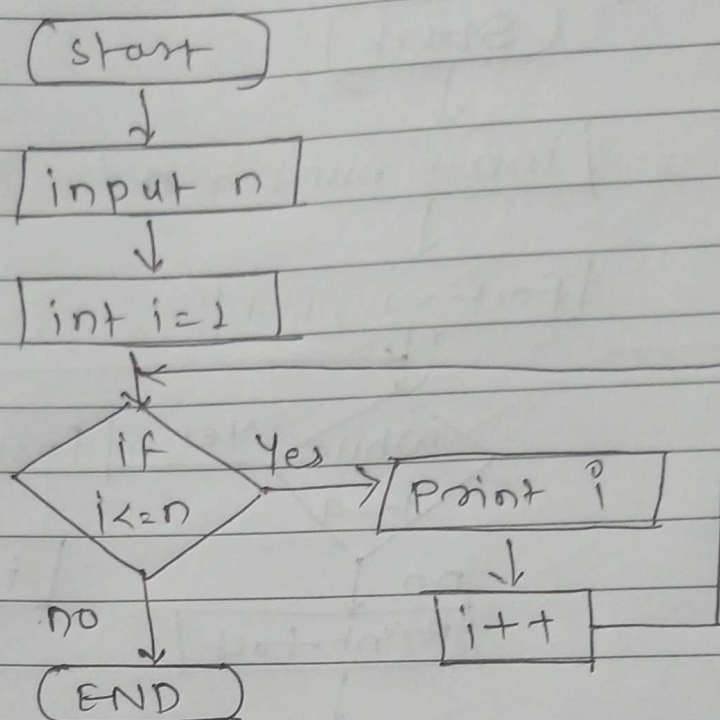 start
input n
int i=1
if
i<=n
Yes
print i
i++
no
END